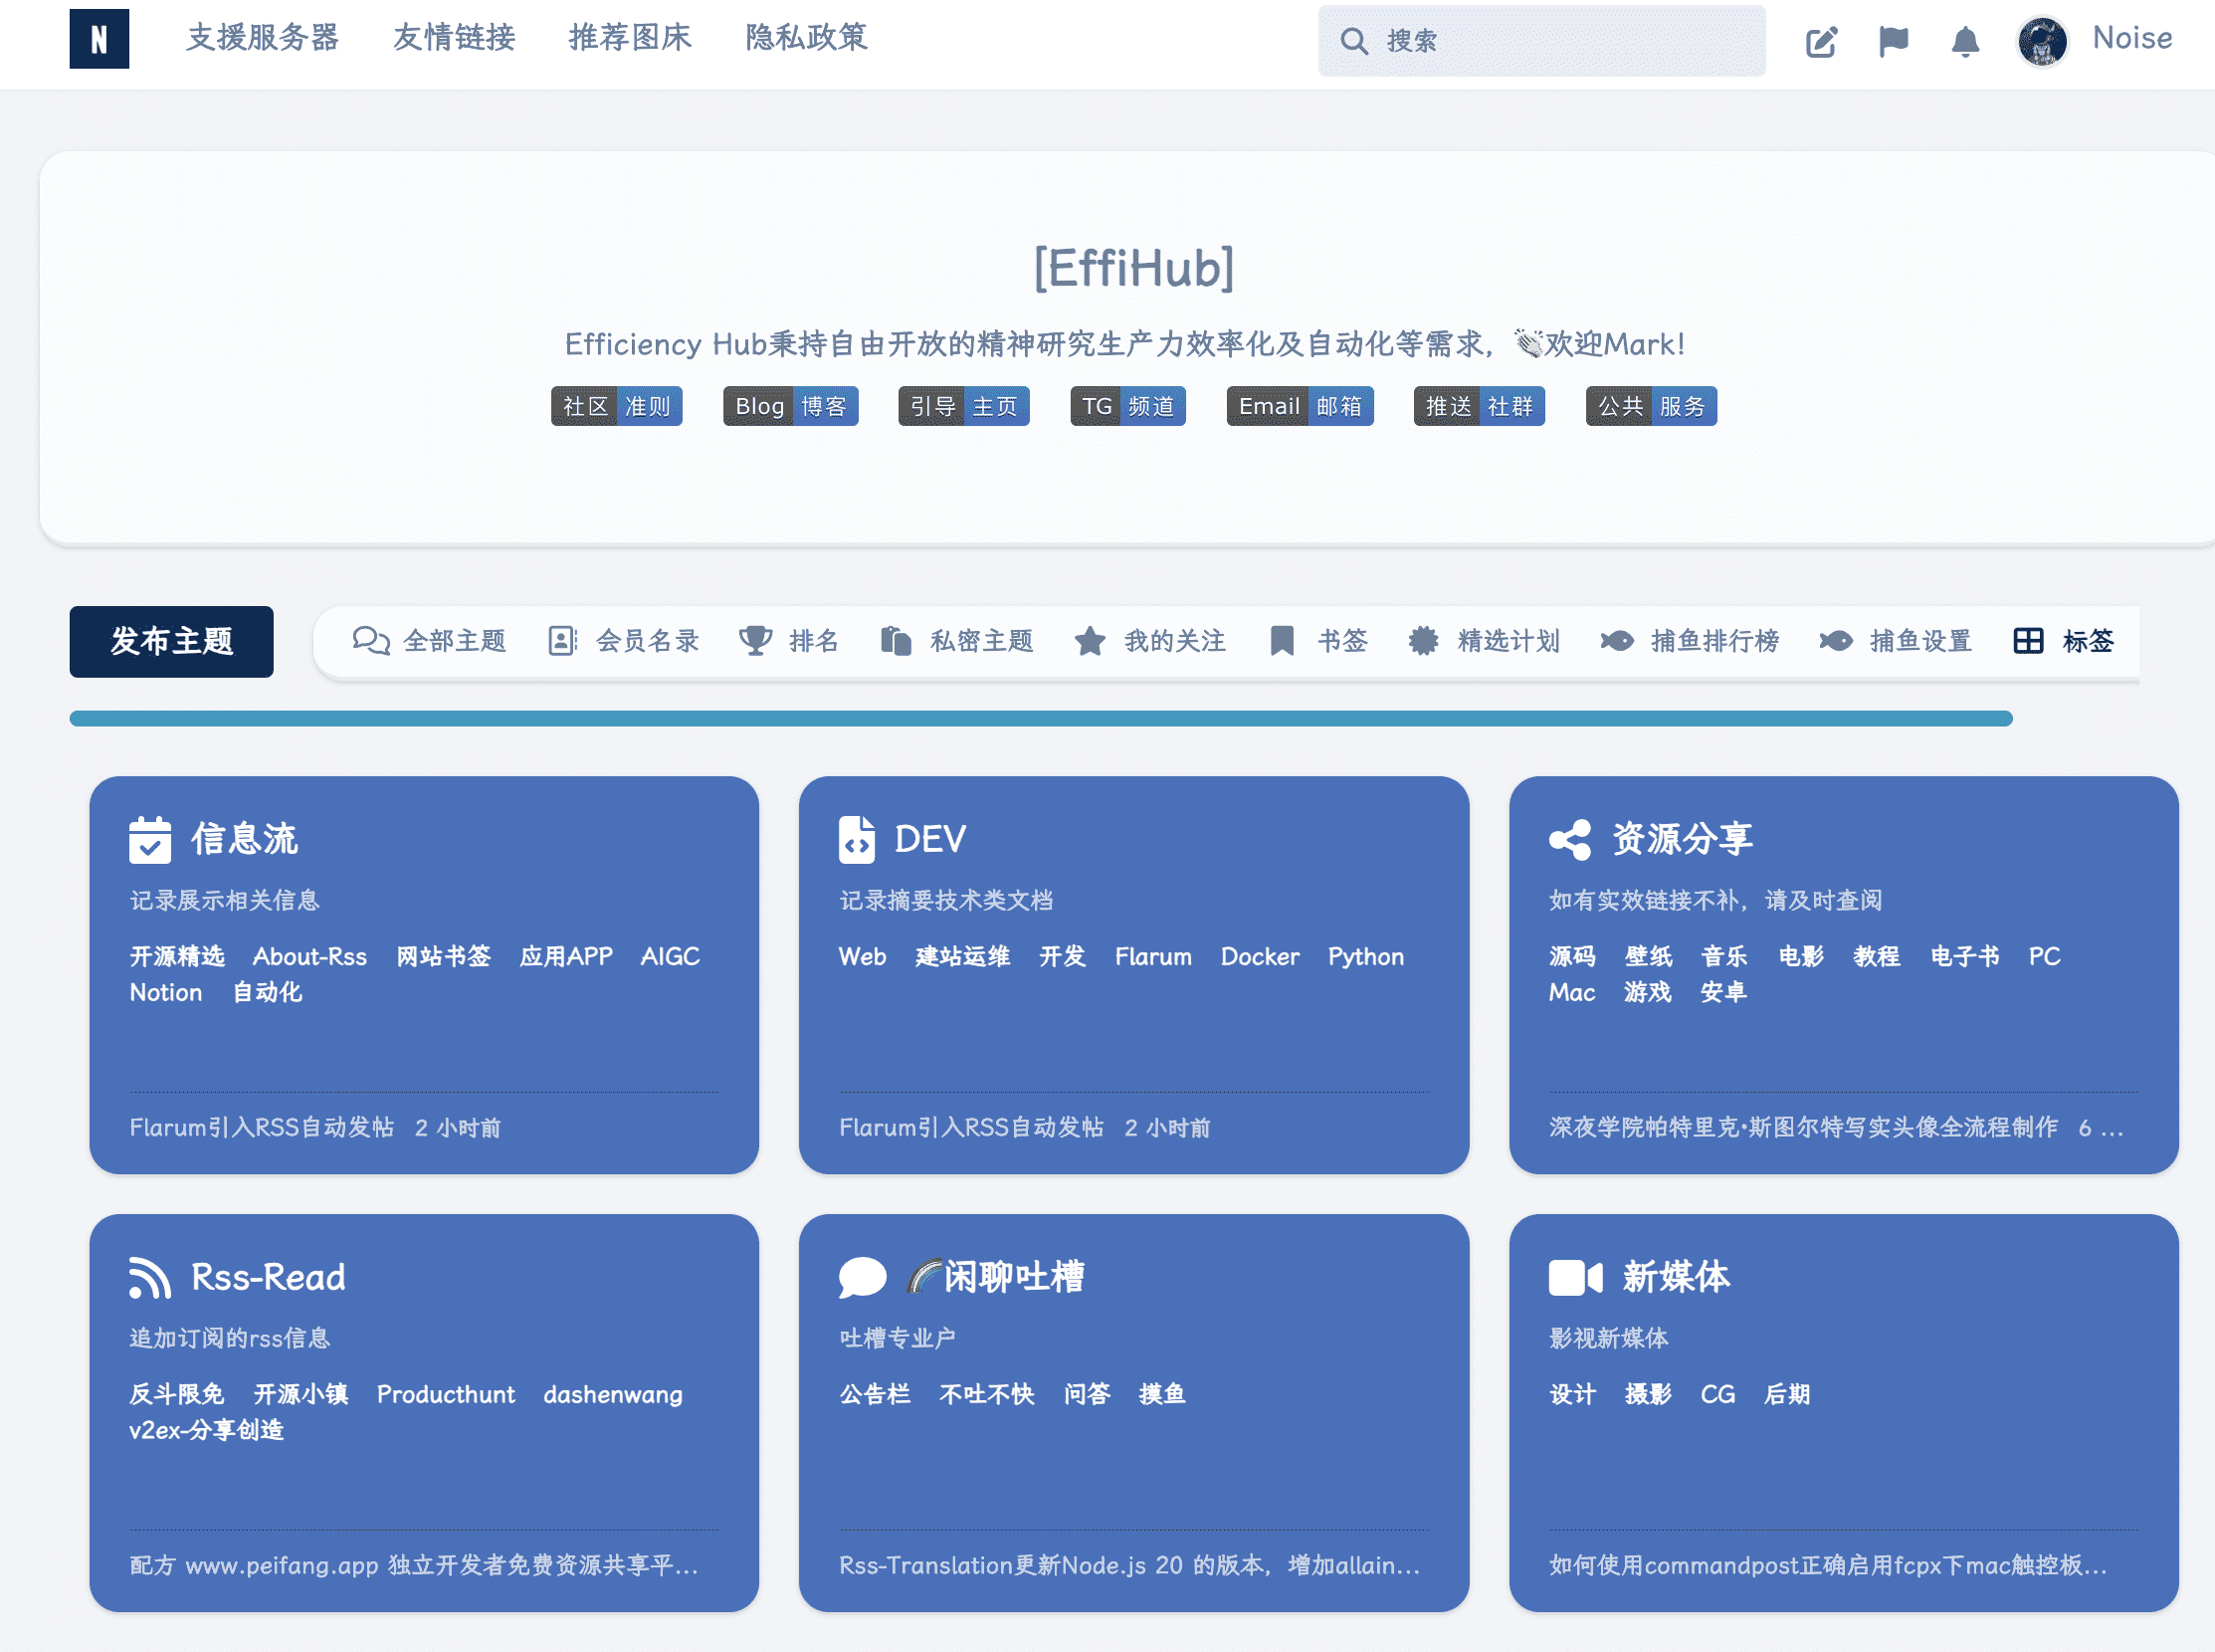 N 支援服务器 友情链接 推荐图床 隐私政策 搜索 Noise
[EffiHub]
Efficiency Hub秉持自由开放的精神研究生产力效率化及自动化等需求，👏欢迎Mark!
社区 准则 Blog 博客 引导 主页 TG 频道 Email 邮箱 推送 社群 公共 服务
发布主题 全部主题 会员名录 排名 私密主题 我的关注 书签 精选计划 捕鱼排行榜 捕鱼设置 标签
信息流
记录展示相关信息
开源精选 About-Rss 网站书签 应用APP AIGC
Notion 自动化
Flarum引入RSS自动发帖 2 小时前
DEV
记录摘要技术类文档
Web 建站运维 开发 Flarum Docker Python
Flarum引入RSS自动发帖 2 小时前
资源分享
如有实效链接不补，请及时查阅
源码 壁纸 音乐 电影 教程 电子书 PC
Mac 游戏 安卓
深夜学院帕特里克•斯图尔特写实头像全流程制作 6 ...
Rss-Read
追加订阅的rss信息
反斗限免 开源小镇 Producthunt dashenwang
v2ex-分享创造
配方 www.peifang.app 独立开发者免费资源共享平...
🌈闲聊吐槽
吐槽专业户
公告栏 不吐不快 问答 摸鱼
Rss-Translation更新Node.js 20 的版本，增加allain...
新媒体
影视新媒体
设计 摄影 CG 后期
如何使用commandpost正确启用fcpx下mac触控板...